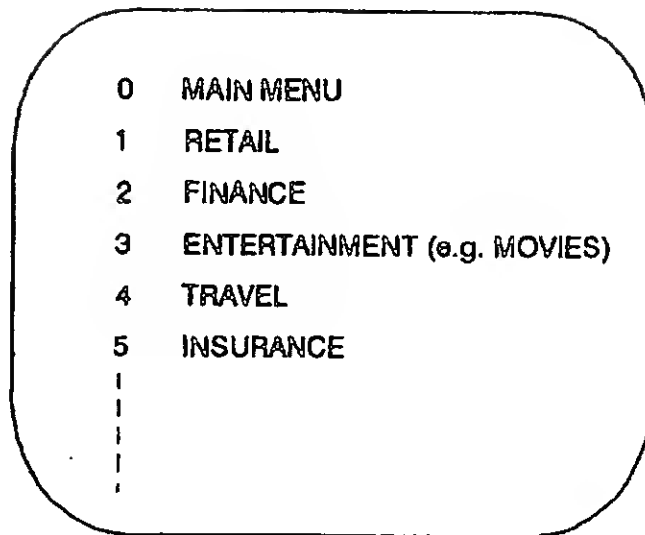 0 MAIN MENU
1 RETAIL
2 FINANCE
3 ENTERTAINMENT (e.g. MOVIES)
4 TRAVEL
5 INSURANCE